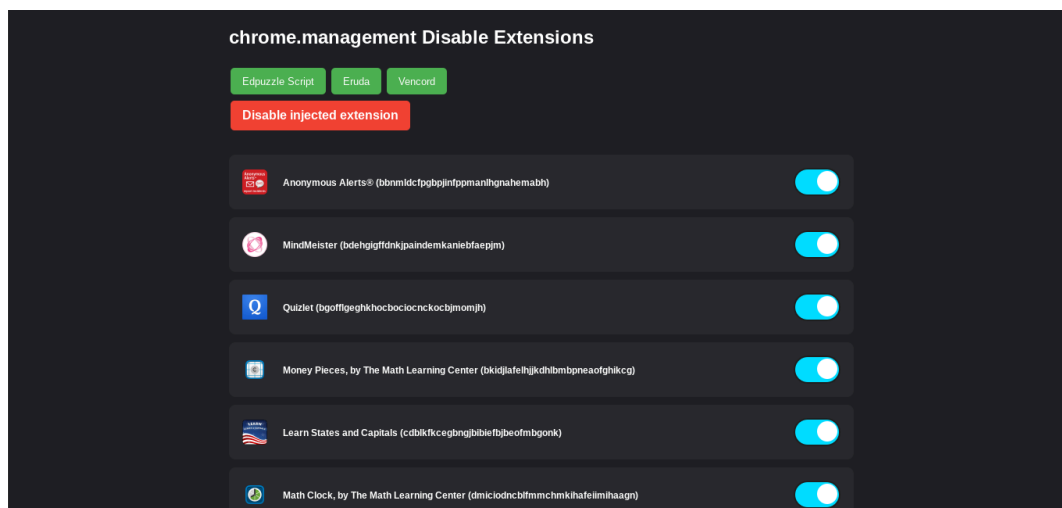 chrome.management Disable Extensions
Edpuzzle Script Eruda Vencord
Disable injected extension
Anonymous Alerts® (bbnmldcfpgbpjinfppmanlhgnahemabh)
MindMeister (bdehgigffdnkjpaindemkaniebfaepjm)
Q Quizlet (bgofflgeghkhocbociocnckocbjmomjh)
Money Pieces, by The Math Learning Center (bkidjlafelhjjkdhlbmbpneaofghikcg)
LEARN
Learn States and Capitals (cdblkfkcegbngjbibiefbjbeofmbgonk)
Math Clock, by The Math Learning Center (dmiciodncblfmmchmkihafeiimihaagn)